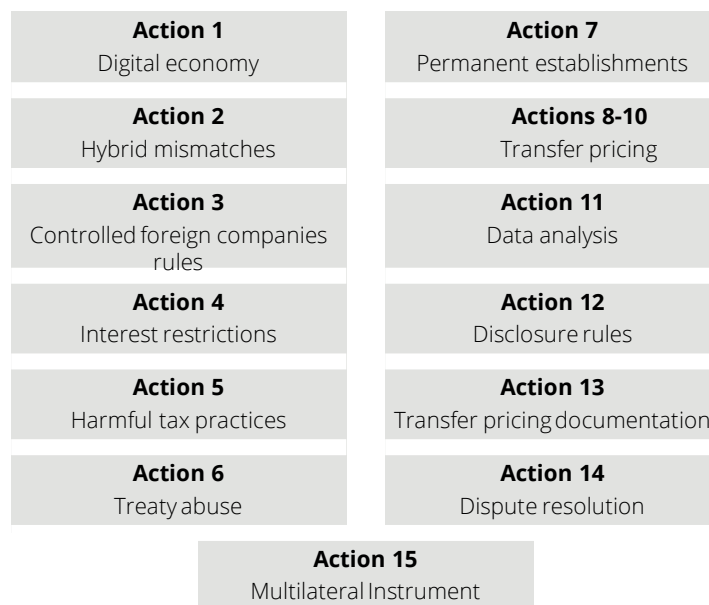 Action 1
Digital economy
Action 2
Hybrid mismatches
Action 3
Controlled foreign companies
rules
Action 4
Interest restrictions
Action 5
Harmful tax practices
Action 6
Treaty abuse
Action 7
Permanent establishments
Actions 8-10
Transfer pricing
Action 11
Data analysis
Action 12
Disclosure rules
Action 13
Transfer pricing documentation
Action 14
Dispute resolution
Action 15
Multilateral Instrument